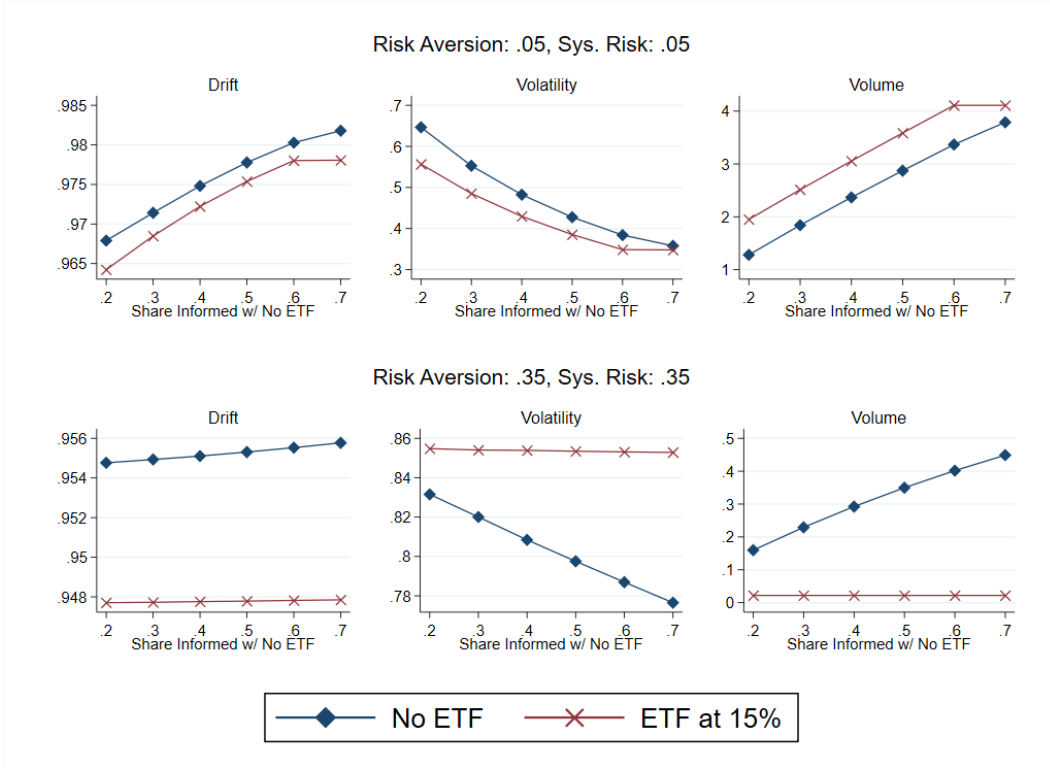 Risk Aversion: .05, Sys. Risk: .05
Drift
.985
.98
.975
.97
.965
.2 .3 .4 .5 .6 .7
Share Informed w/ No ETF
Volatility
.7
.6
.5
.4
.3
.2 .3 .4 .5 .6 .7
Share Informed w/ No ETF
Volume
4
3
2
1
.2 .3 .4 .5 .6 .7
Share Informed w/ No ETF
Risk Aversion: .35, Sys. Risk: .35
Drift
.956
.954
.952
.95
.948
.2 .3 .4 .5 .6 .7
Share Informed w/ No ETF
Volatility
.86
.84
.82
.8
.78
.2 .3 .4 .5 .6 .7
Share Informed w/ No ETF
Volume
.5
.4
.3
.2
.1
0
.2 .3 .4 .5 .6 .7
Share Informed w/ No ETF
No ETF ETF at 15%